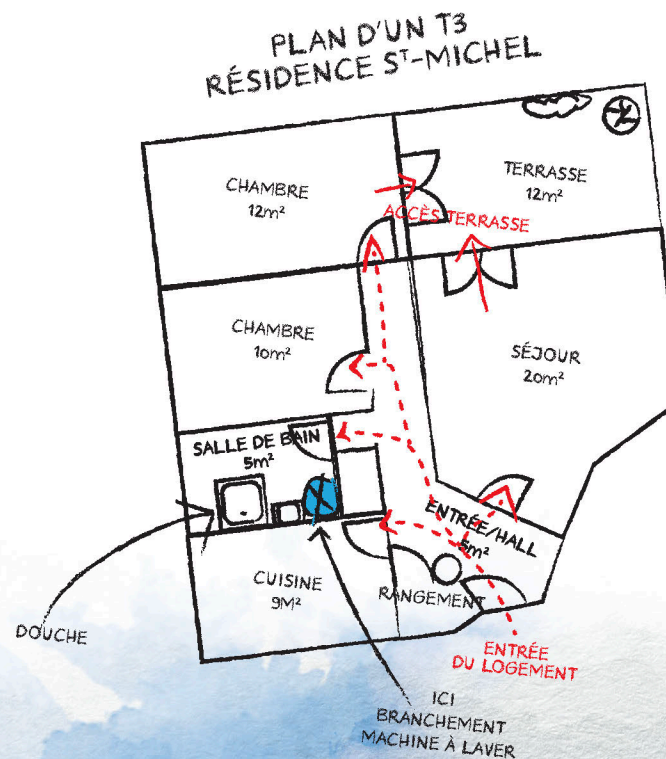 PLAN D'UN T3
RÉSIDENCE ST-MICHEL
CHAMBRE
12m²
TERRASSE
12m²
ACCÈS TERRASSE
CHAMBRE
10m²
SÉJOUR
20m²
SALLE DE BAIN
5m²
ENTRÉE/HALL
5m²
CUISINE
9M²
RANGEMENT
DOUCHE
ENTRÉE
DU LOGEMENT
ICI
BRANCHEMENT
MACHINE À LAVER